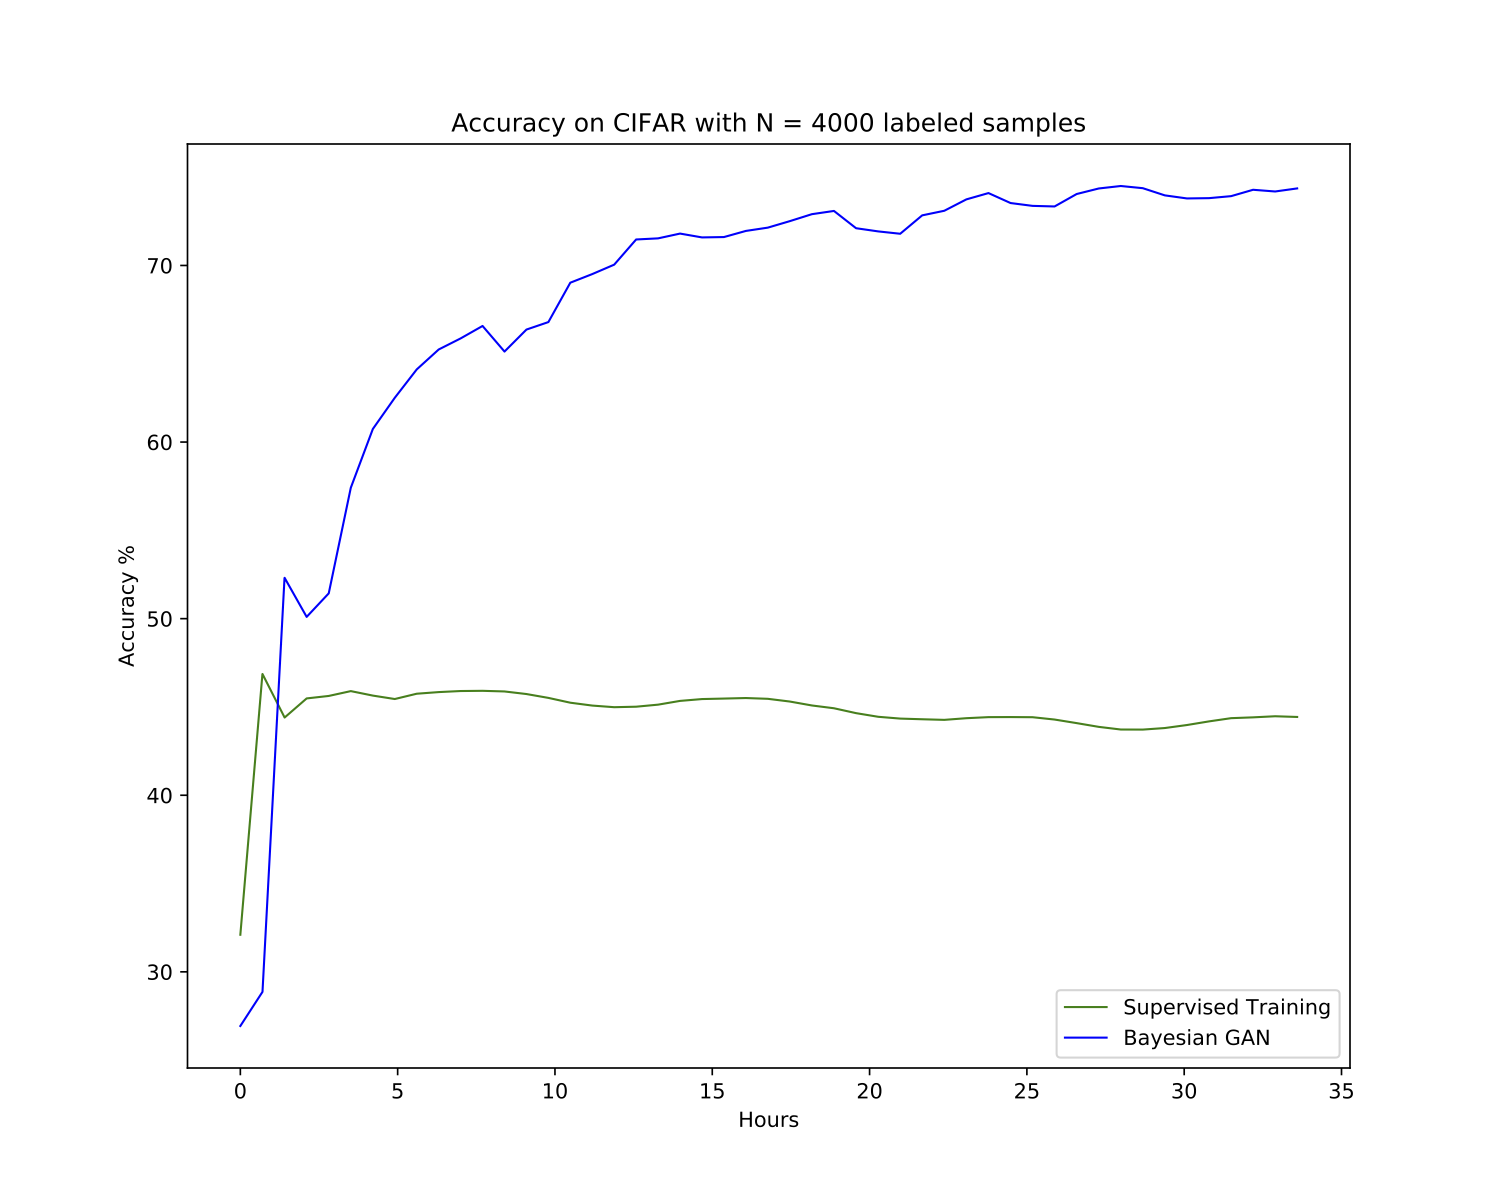 Accuracy on CIFAR with N = 4000 labeled samples
Accuracy %
70
60
50
40
30
0 5 10 15 20 25 30 35
Hours
Supervised Training
Bayesian GAN